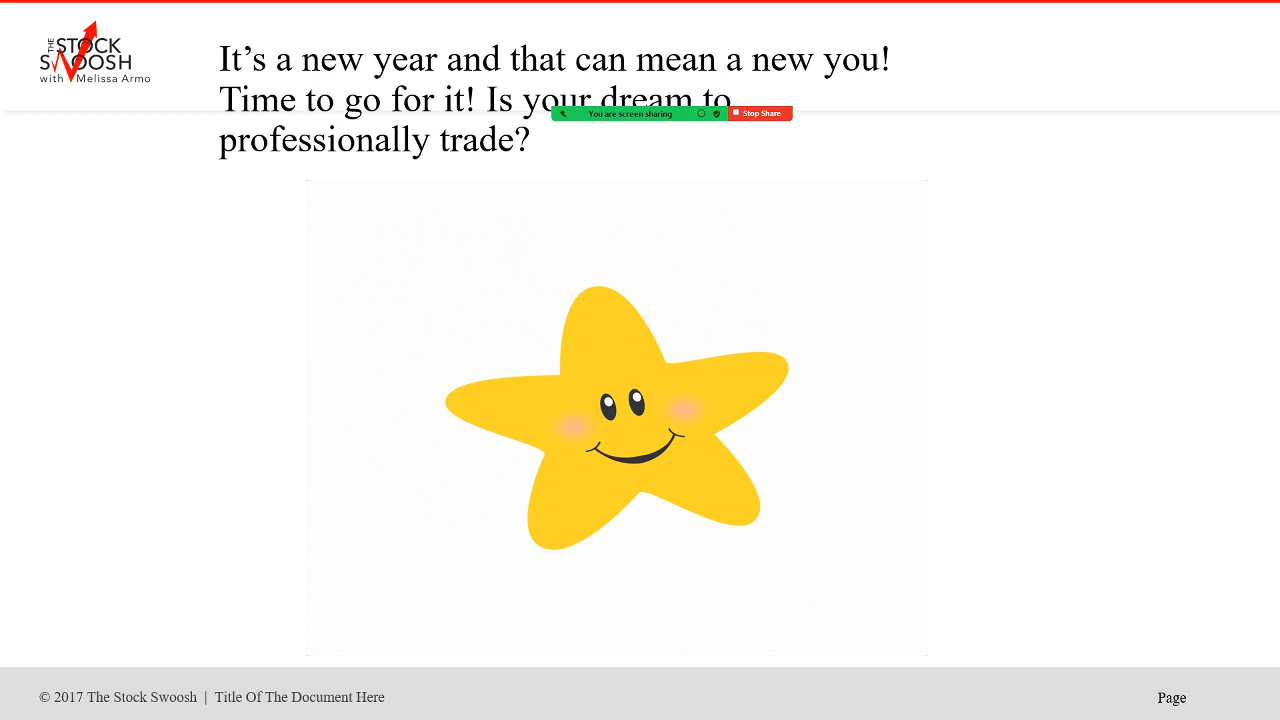 THE STOCK
SWOOSH
with Melissa Armo
It’s a new year and that can mean a new you!
Time to go for it! Is your dream to
professionally trade?
You are screen sharing Stop Share
© 2017 The Stock Swoosh | Title Of The Document Here
Page